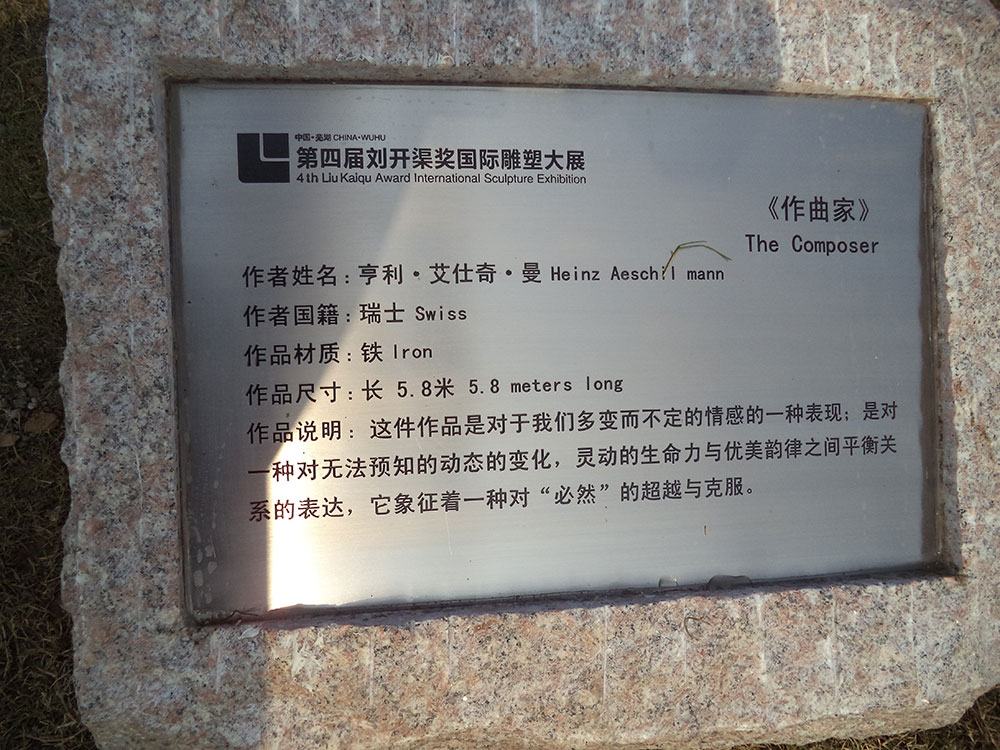 中国·芜湖 CHINA·WUHU
第四届刘开渠奖国际雕塑大展
4th Liu Kaiqu Award International Sculpture Exhibition
《作曲家》
The Composer
作者姓名：亨利·艾仕奇·曼 Heinz Aeschil mann
作者国籍：瑞士 Swiss
作品材质：铁 Iron
作品尺寸：长 5.8米 5.8 meters long
作品说明：这件作品是对于我们多变而不定的情感的一种表现；是对
一种对无法预知的动态的变化，灵动的生命力与优美韵律之间平衡关
系的表达，它象征着一种对“必然”的超越与克服。